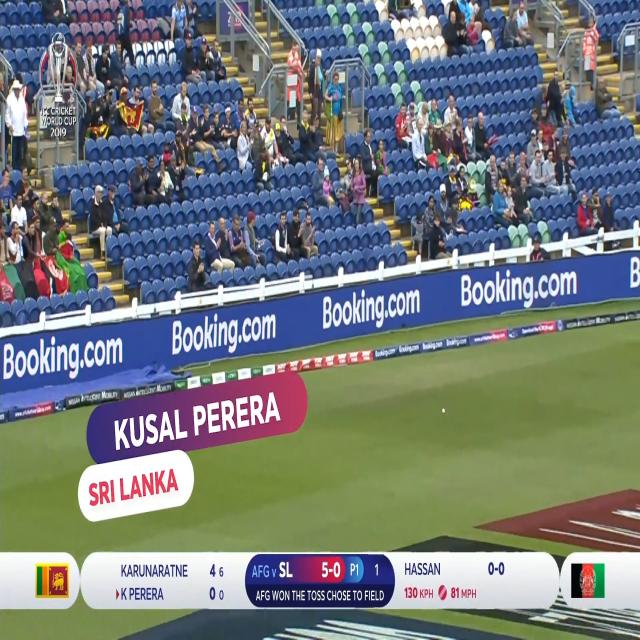 ICC CRICKET
WORLD CUP
2019
Booking.com
Booking.com
Booking.com
Booking.com
B
KUSAL PERERA
SRI LANKA
KARUNARATNE 4 6
K PERERA 0 0
AFG v SL 5-0 P1 1
AFG WON THE TOSS CHOSE TO FIELD
HASSAN 0-0
130 KPH 81 MPH